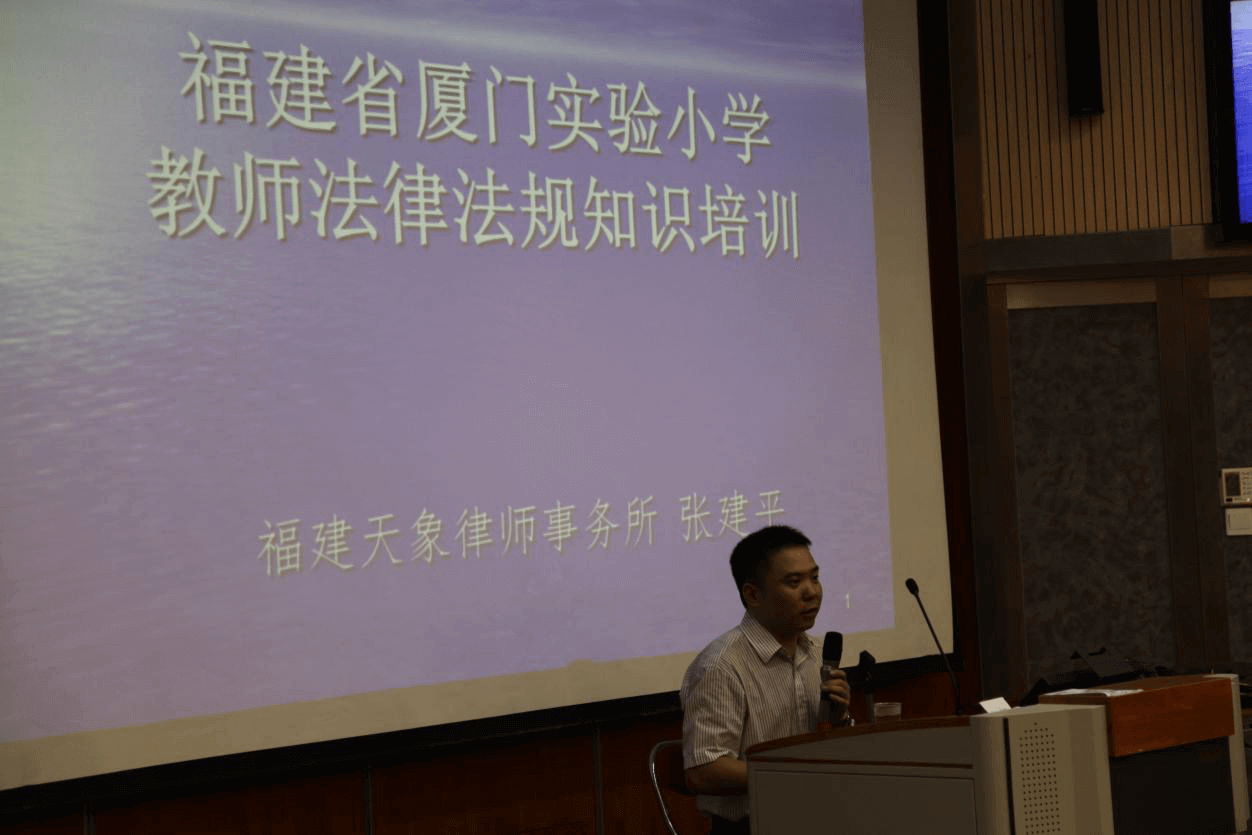 福建省厦门实验小学
教师法律法规知识培训
福建天象律师事务所 张建平
1